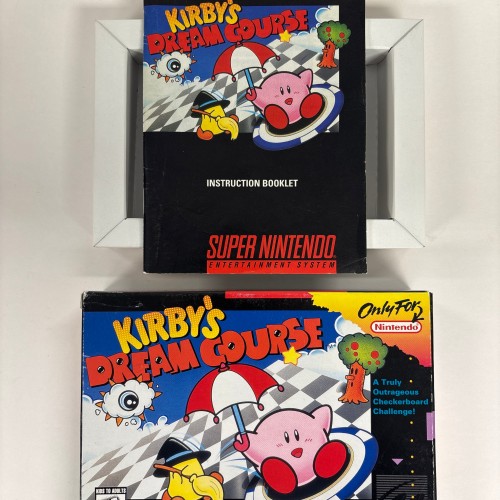 KIRBY'S
DREAM COURSE
INSTRUCTION BOOKLET
SUPER NINTENDO
ENTERTAINMENT SYSTEM
KIRBY'S
DREAM COURSE
Only For
Nintendo
A Truly
Outrageous
Checkerboard
Challenge!
KIDS TO ADULTS